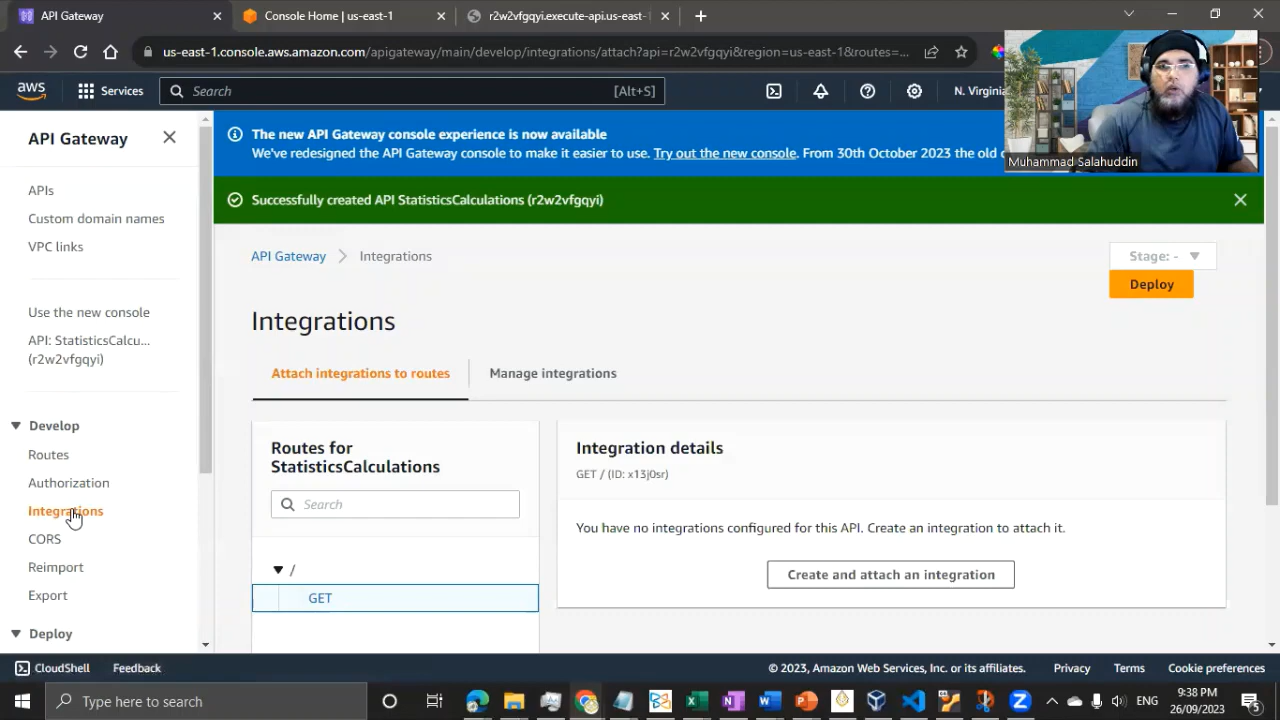 API Gateway
Console Home | us-east-1
r2w2vfgqyi.execute-api.us-east-
us-east-1.console.aws.amazon.com/apigateway/main/develop/integrations/attach?api=r2w2vfgqyi&region=us-east-1&routes=...
aws
Services
Search
[Alt+S]
N. Virginia
Muhammad Salahuddin
API Gateway
APIs
Custom domain names
VPC links
Use the new console
API: StatisticsCalcu...
(r2w2vfgqyi)
Develop
Routes
Authorization
Integrations
CORS
Reimport
Export
Deploy
The new API Gateway console experience is now available
We've redesigned the API Gateway console to make it easier to use. Try out the new console. From 30th October 2023 the old
Successfully created API StatisticsCalculations (r2w2vfgqyi)
API Gateway
Integrations
Stage: -
Deploy
Integrations
Attach integrations to routes
Manage integrations
Routes for
StatisticsCalculations
Search
/
GET
Integration details
GET / (ID: x13j0sr)
You have no integrations configured for this API. Create an integration to attach it.
Create and attach an integration
CloudShell
Feedback
© 2023, Amazon Web Services, Inc. or its affiliates.
Privacy
Terms
Cookie preferences
Type here to search
ENG
9:38 PM
26/09/2023
5